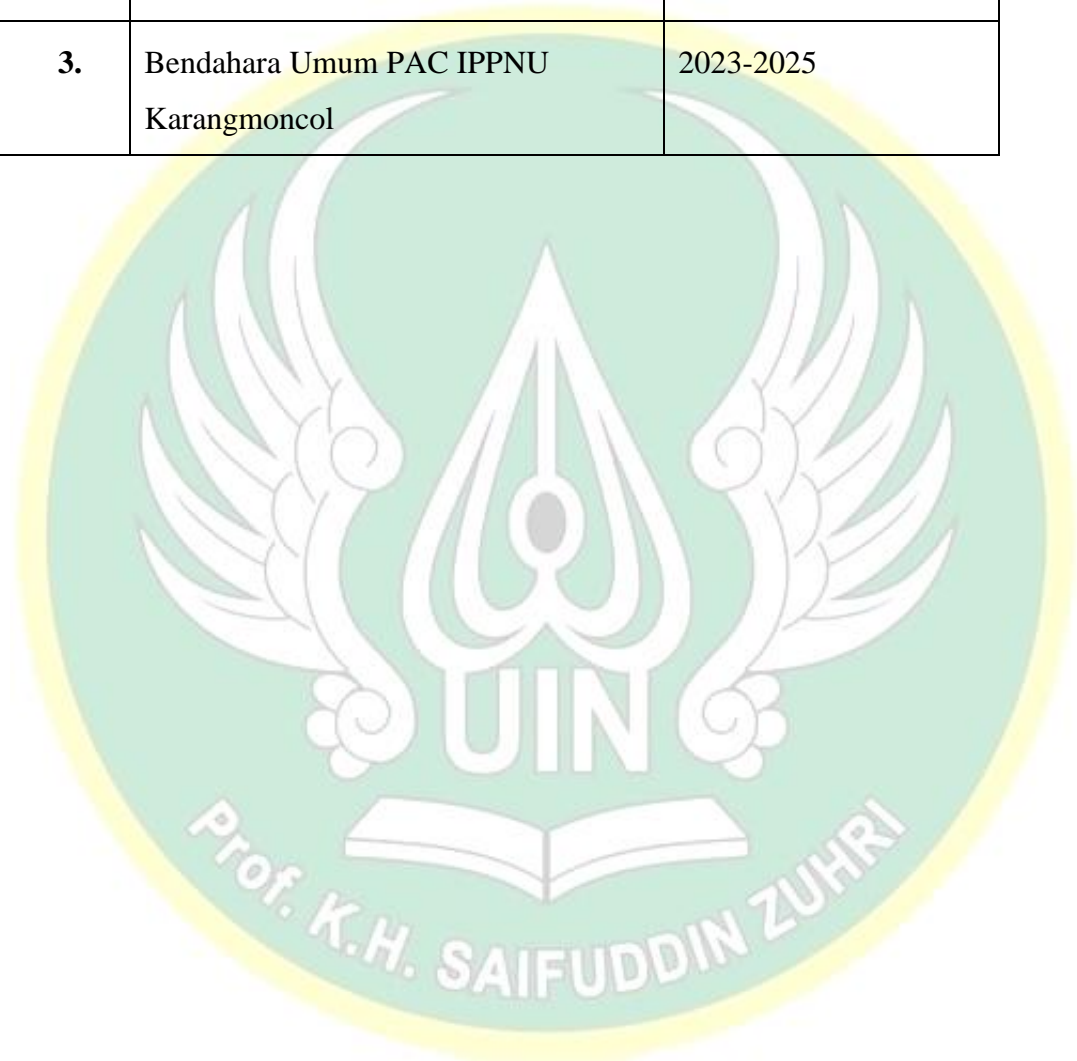 3. Bendahara Umum PAC IPPNU 2023-2025
Karangmoncol
UIN
Prof. K.H. SAIFUDDIN ZUHRI